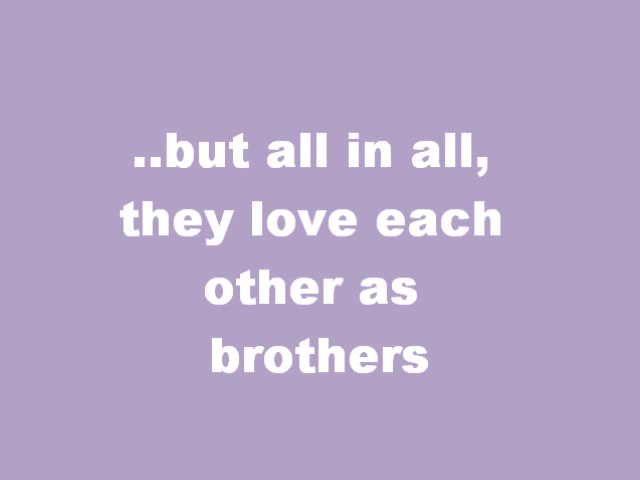 ..but all in all,
they love each
other as
brothers